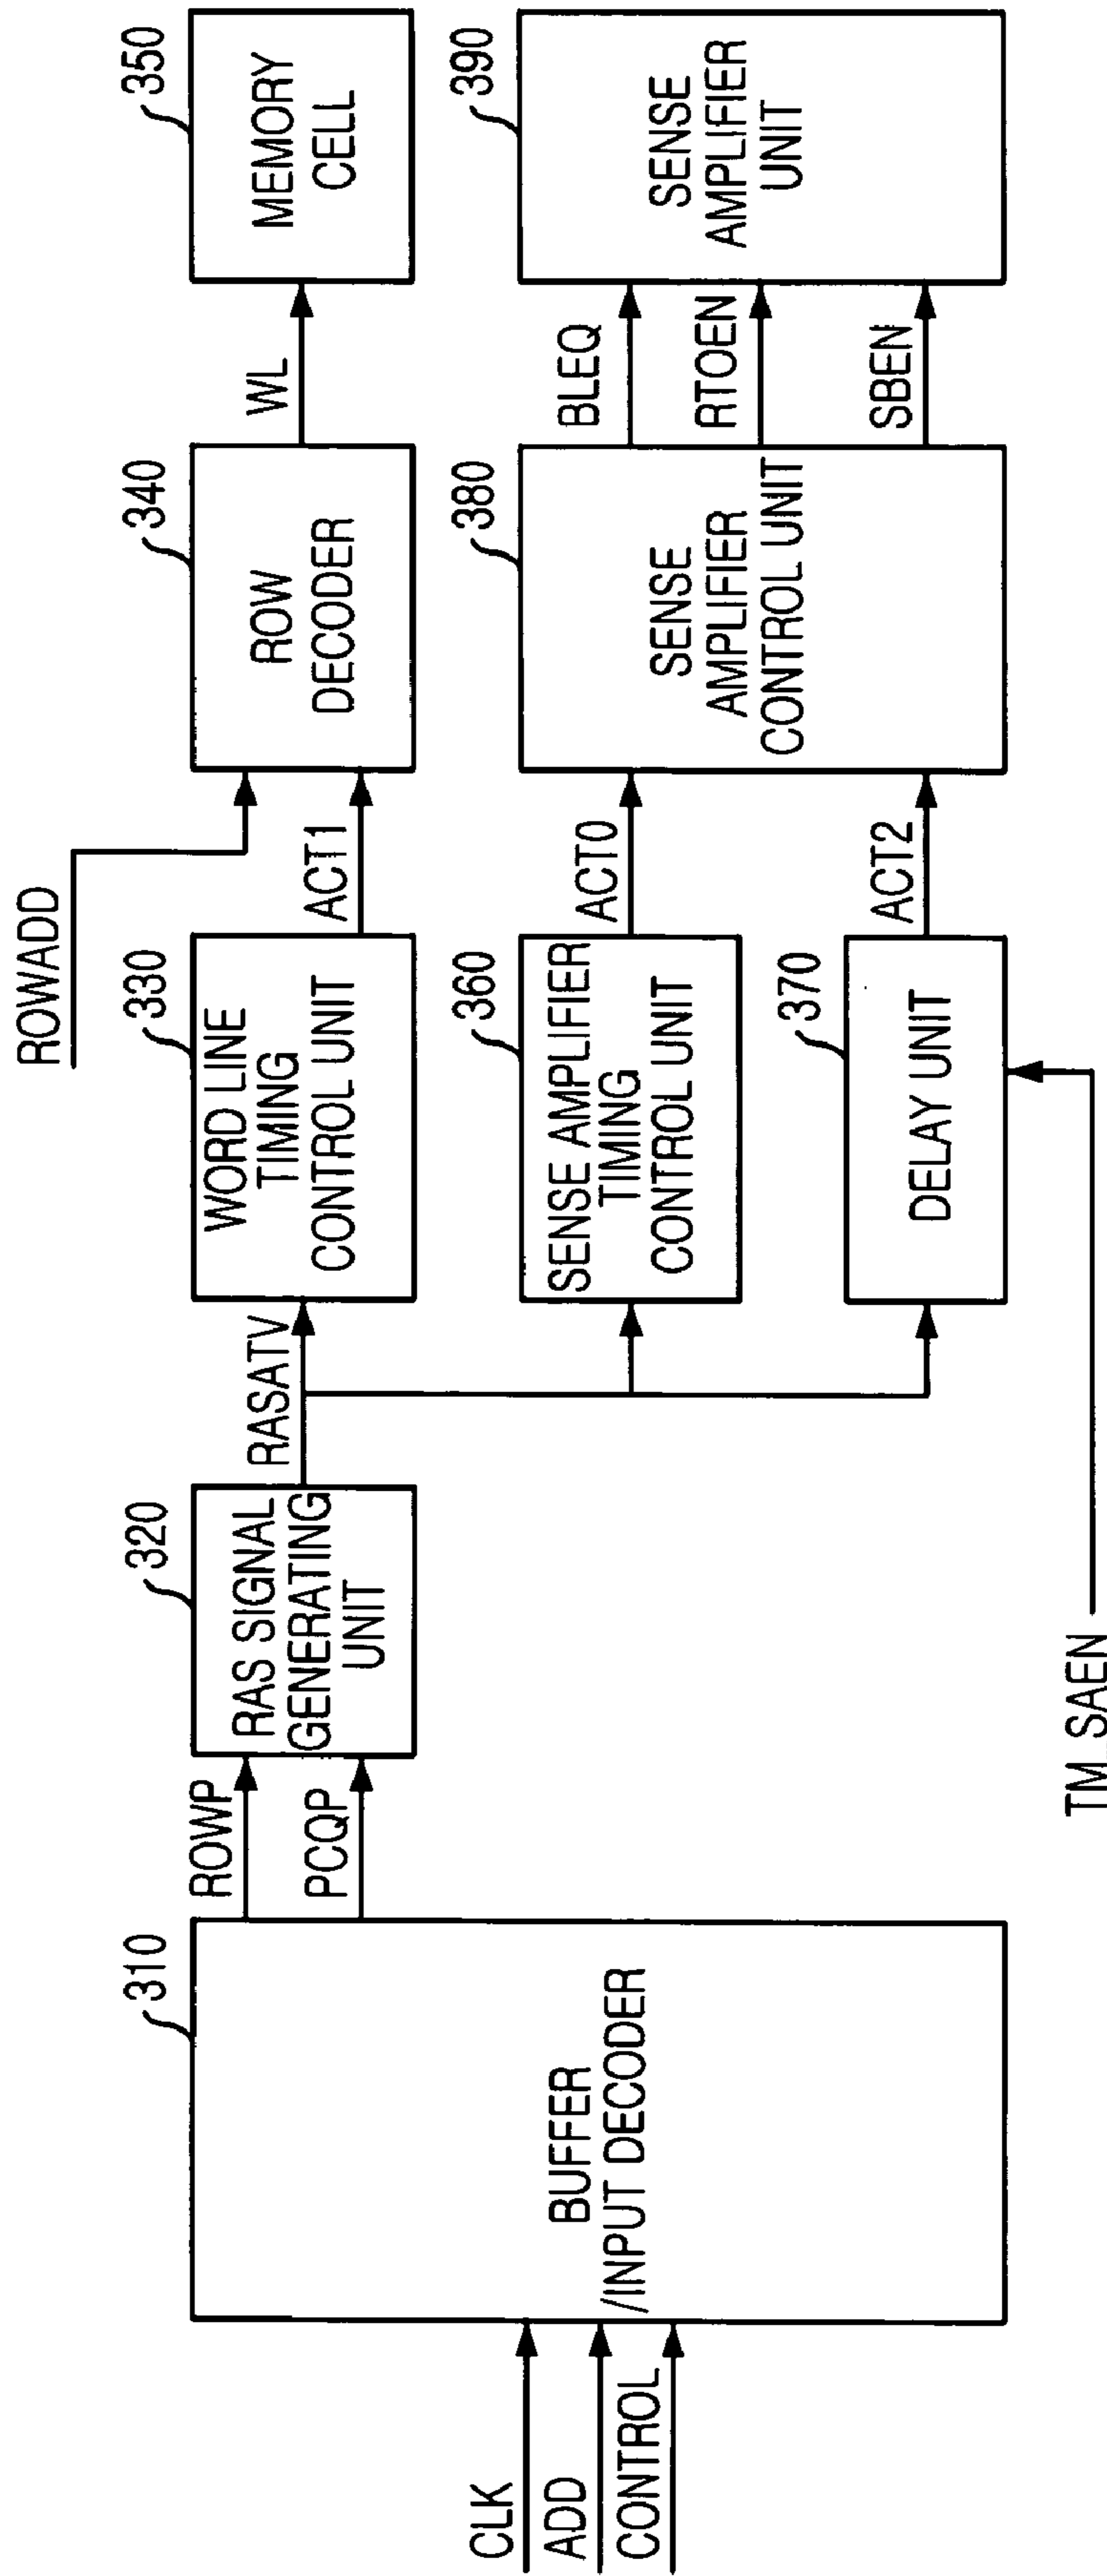 CLK
ADD
CONTROL
310
BUFFER
/INPUT DECODER
ROWP
PCQP
320
RAS SIGNAL
GENERATING
UNIT
RASATV
ROWADD
330
WORD LINE
TIMING
CONTROL UNIT
ACT1
340
ROW
DECODER
WL
350
MEMORY
CELL
360
SENSE AMPLIFIER
TIMING
CONTROL UNIT
ACT0
370
DELAY UNIT
ACT2
TM_SAEN
380
SENSE
AMPLIFIER
CONTROL UNIT
BLEQ
RTOEN
SBEN
390
SENSE
AMPLIFIER
UNIT